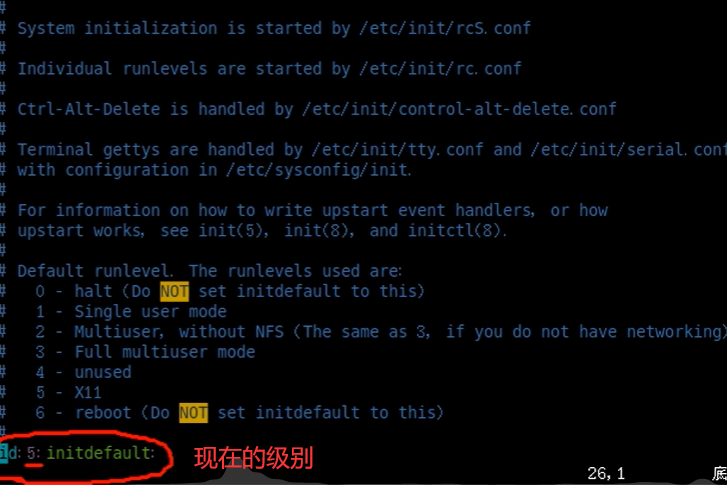 #
# System initialization is started by /etc/init/rcS.conf
#
# Individual runlevels are started by /etc/init/rc.conf
#
# Ctrl-Alt-Delete is handled by /etc/init/control-alt-delete.conf
#
# Terminal gettys are handled by /etc/init/tty.conf and /etc/init/serial.conf
# with configuration in /etc/sysconfig/init.
#
# For information on how to write upstart event handlers, or how
# upstart works, see init(5), init(8), and initctl(8).
#
# Default runlevel. The runlevels used are:
# 0 - halt (Do NOT set initdefault to this)
# 1 - Single user mode
# 2 - Multiuser, without NFS (The same as 3, if you do not have networking)
# 3 - Full multiuser mode
# 4 - unused
# 5 - X11
# 6 - reboot (Do NOT set initdefault to this)
#
id:5:initdefault: 现在的级别
26,1 底